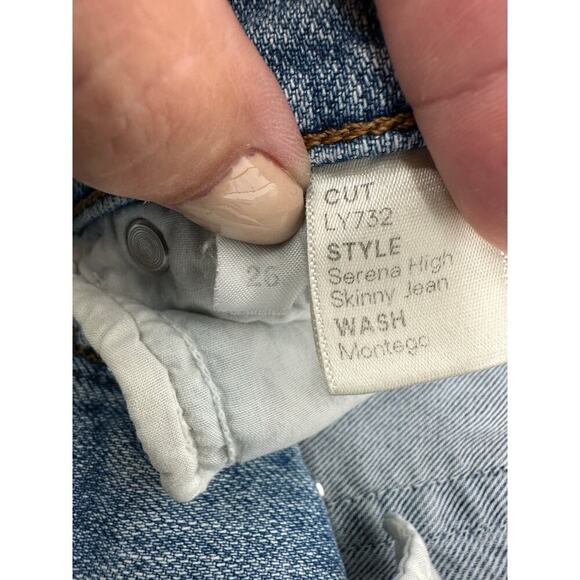 CUT
LY732
STYLE
Serena High
Skinny Jean
WASH
Montego
26